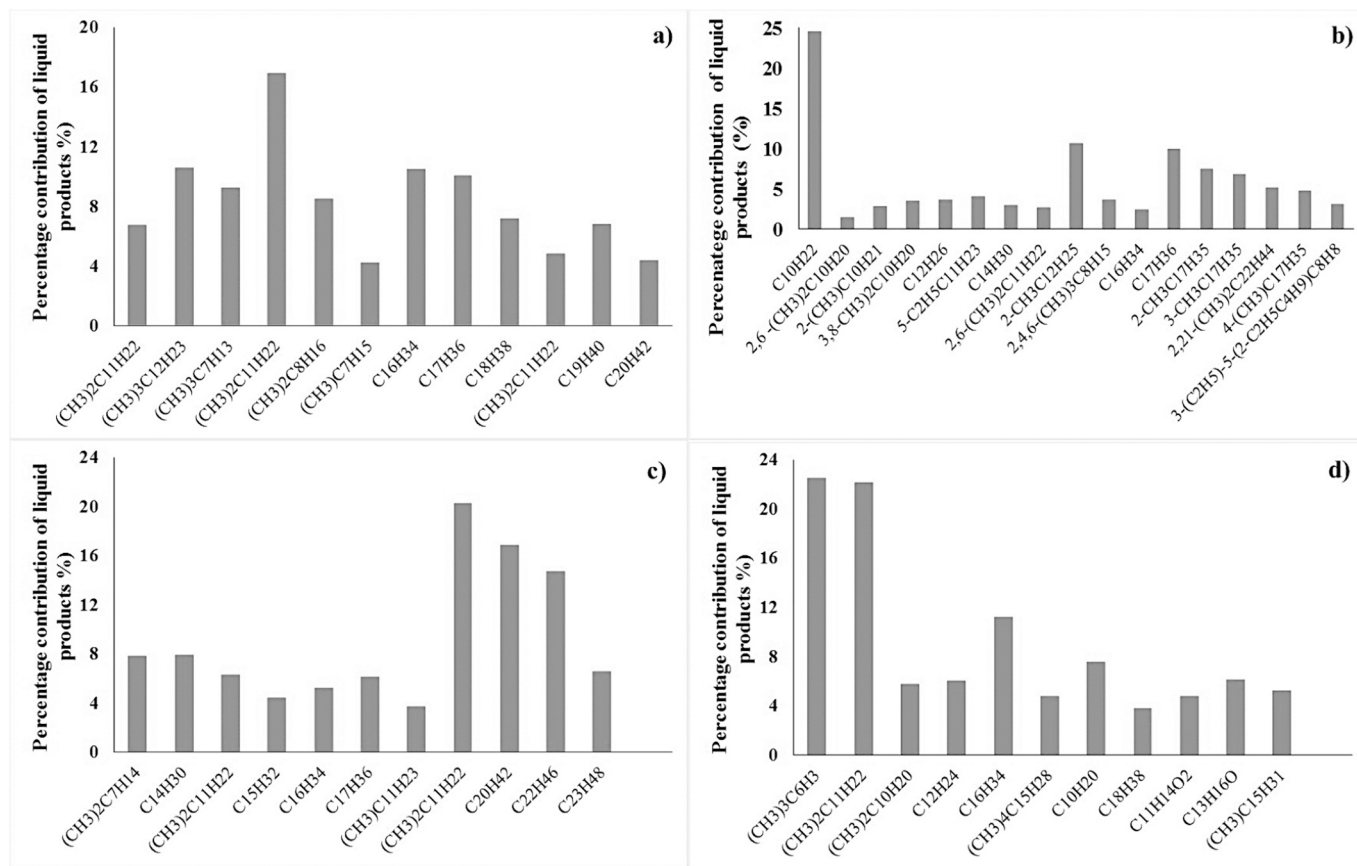 a)
Percentage contribution of liquid
products %)
20
16
12
8
4
0
(CH3)2C11H22
(CH3)3C12H23
(CH3)3C7H13
(CH3)2C11H22
(CH3)2C8H16
(CH3)C7H15
C16H34
C17H36
C18H38
(CH3)2C11H22
C19H40
C20H42
b)
Percenatege contribution of liquid
products (%)
25
20
15
10
5
0
C10H22
2,6 -(CH3)2C10H20
2-(CH3)C10H21
3,8-CH3)2C10H20
C12H26
5-C2H5C11H23
C14H30
2,6-(CH3)2C11H22
2-CH3C12H25
2,4,6-(CH3)3C8H15
C16H34
C17H36
2-CH3C17H35
3-CH3C17H35
2,21-(CH3)2C22H44
4-(CH3)C17H35
3-(C2H5)-5-(2-C2H5C4H9)C8H8
c)
Percentage contribution of liquid
products %)
24
20
16
12
8
4
0
(CH3)2C7H14
C14H30
(CH3)2C11H22
C15H32
C16H34
C17H36
(CH3)C11H23
(CH3)2C11H22
C20H42
C22H46
C23H48
d)
Percentage contribution of liquid
products %)
24
20
16
12
8
4
0
(CH3)3C6H3
(CH3)2C11H22
(CH3)2C10H20
C12H24
C16H34
(CH3)4C15H28
C10H20
C18H38
C11H14O2
C13H16O
(CH3)C15H31